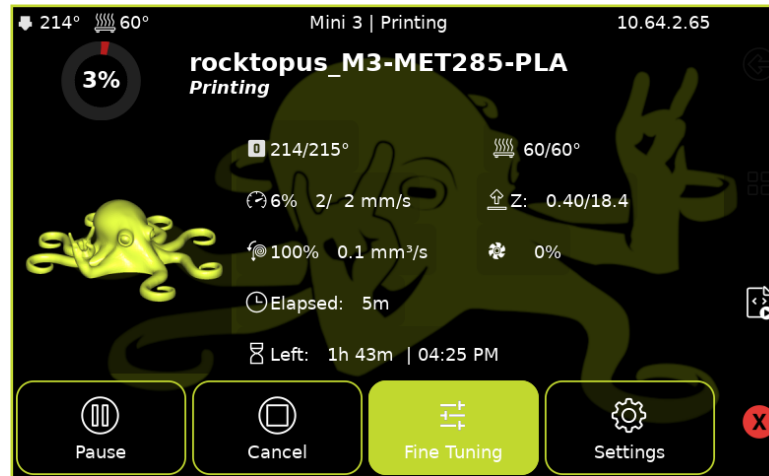 214° 60° Mini 3 | Printing 10.64.2.65
3% rocktopus_M3-MET285-PLA
Printing
0 214/215° 60/60°
6% 2/ 2 mm/s Z: 0.40/18.4
100% 0.1 mm³/s 0%
Elapsed: 5m
Left: 1h 43m | 04:25 PM
Pause Cancel Fine Tuning Settings